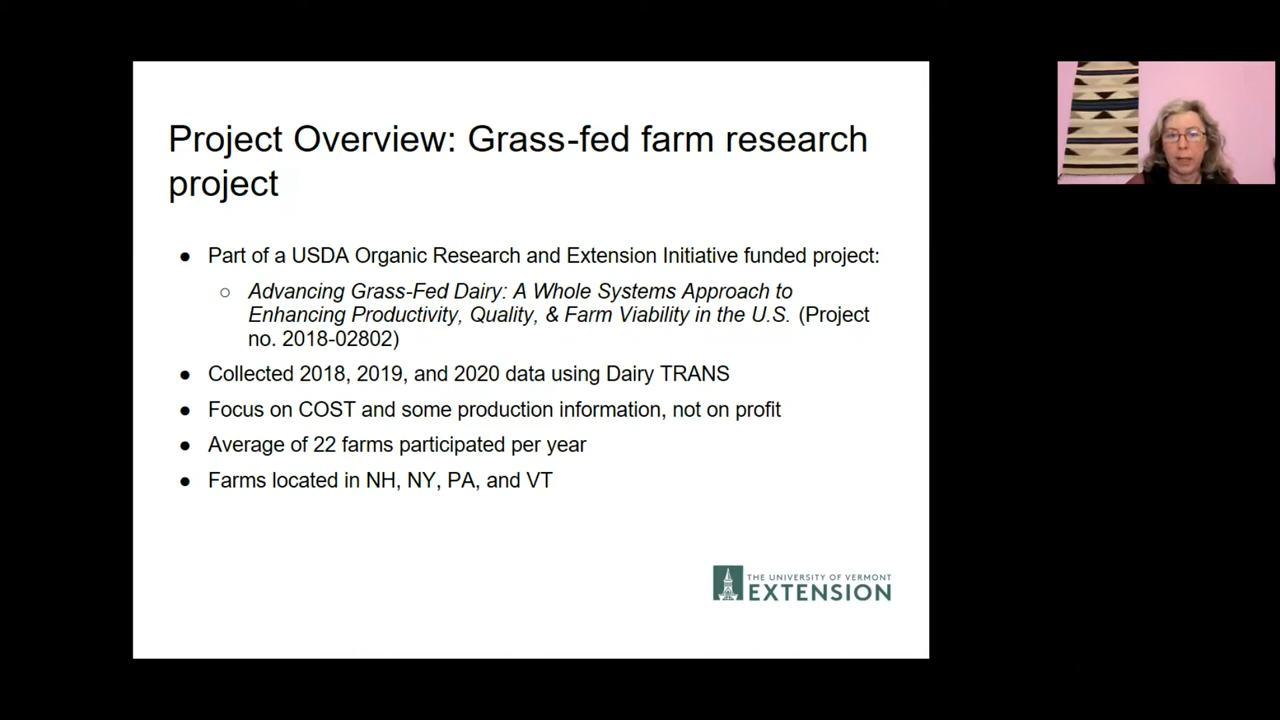 Project Overview: Grass-fed farm research
project
● Part of a USDA Organic Research and Extension Initiative funded project:
○ Advancing Grass-Fed Dairy: A Whole Systems Approach to
Enhancing Productivity, Quality, & Farm Viability in the U.S. (Project
no. 2018-02802)
● Collected 2018, 2019, and 2020 data using Dairy TRANS
● Focus on COST and some production information, not on profit
● Average of 22 farms participated per year
● Farms located in NH, NY, PA, and VT
THE UNIVERSITY OF VERMONT
EXTENSION